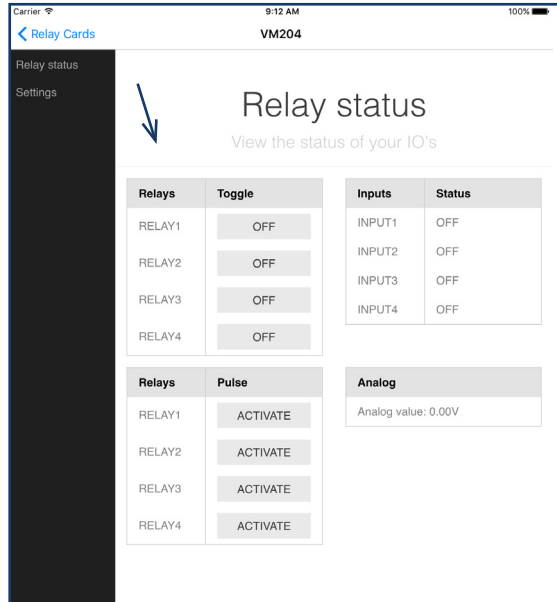 Carrier 9:12 AM 100%
Relay Cards VM204
Relay status
Settings
Relay status
View the status of your IO's
Relays Toggle
RELAY1 OFF
RELAY2 OFF
RELAY3 OFF
RELAY4 OFF
Inputs Status
INPUT1 OFF
INPUT2 OFF
INPUT3 OFF
INPUT4 OFF
Relays Pulse
RELAY1 ACTIVATE
RELAY2 ACTIVATE
RELAY3 ACTIVATE
RELAY4 ACTIVATE
Analog
Analog value: 0.00V